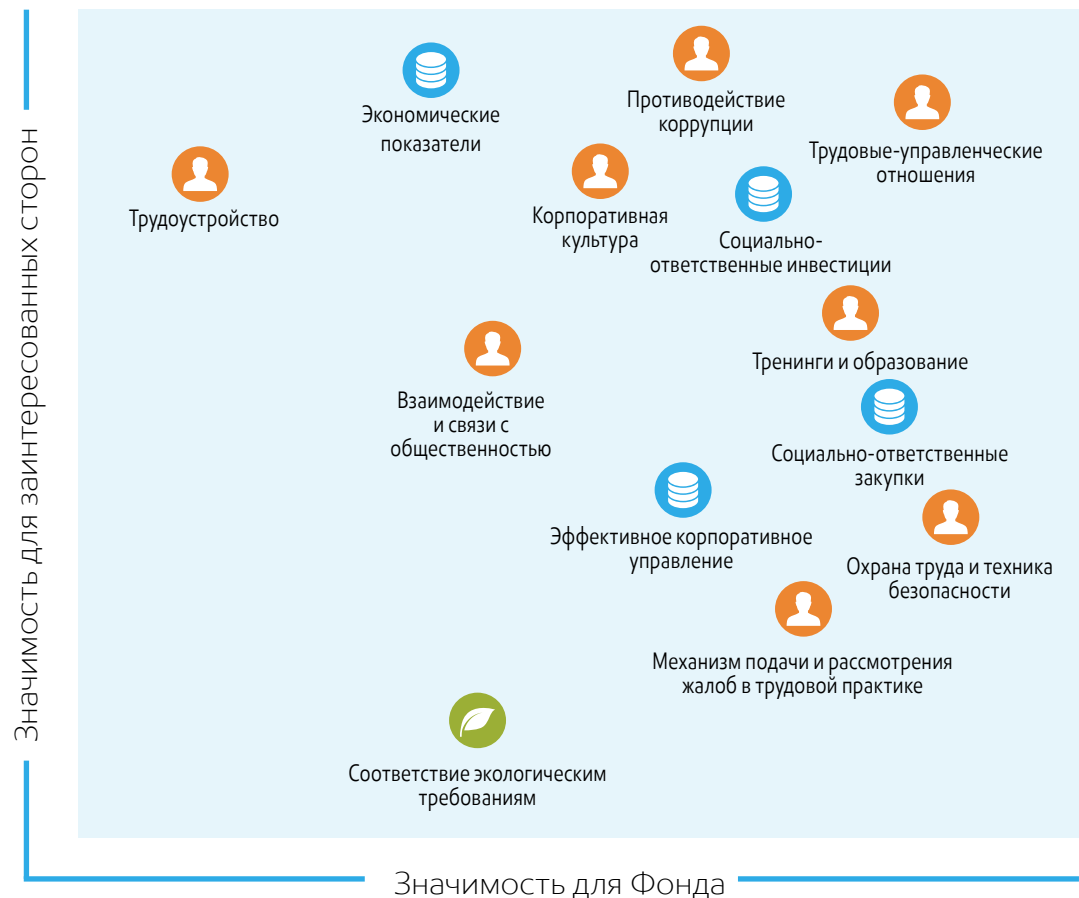 Значимость для заинтересованных сторон
Экономические
показатели
Противодействие
коррупции
Трудовые-управленческие
отношения
Трудоустройство
Корпоративная
культура
Социально-
ответственные инвестиции
Тренинги и образование
Взаимодействие
и связи с
общественностью
Социально-ответственные
закупки
Эффективное корпоративное
управление
Охрана труда и техника
безопасности
Механизм подачи и рассмотрения
жалоб в трудовой практике
Соответствие экологическим
требованиям
Значимость для Фонда